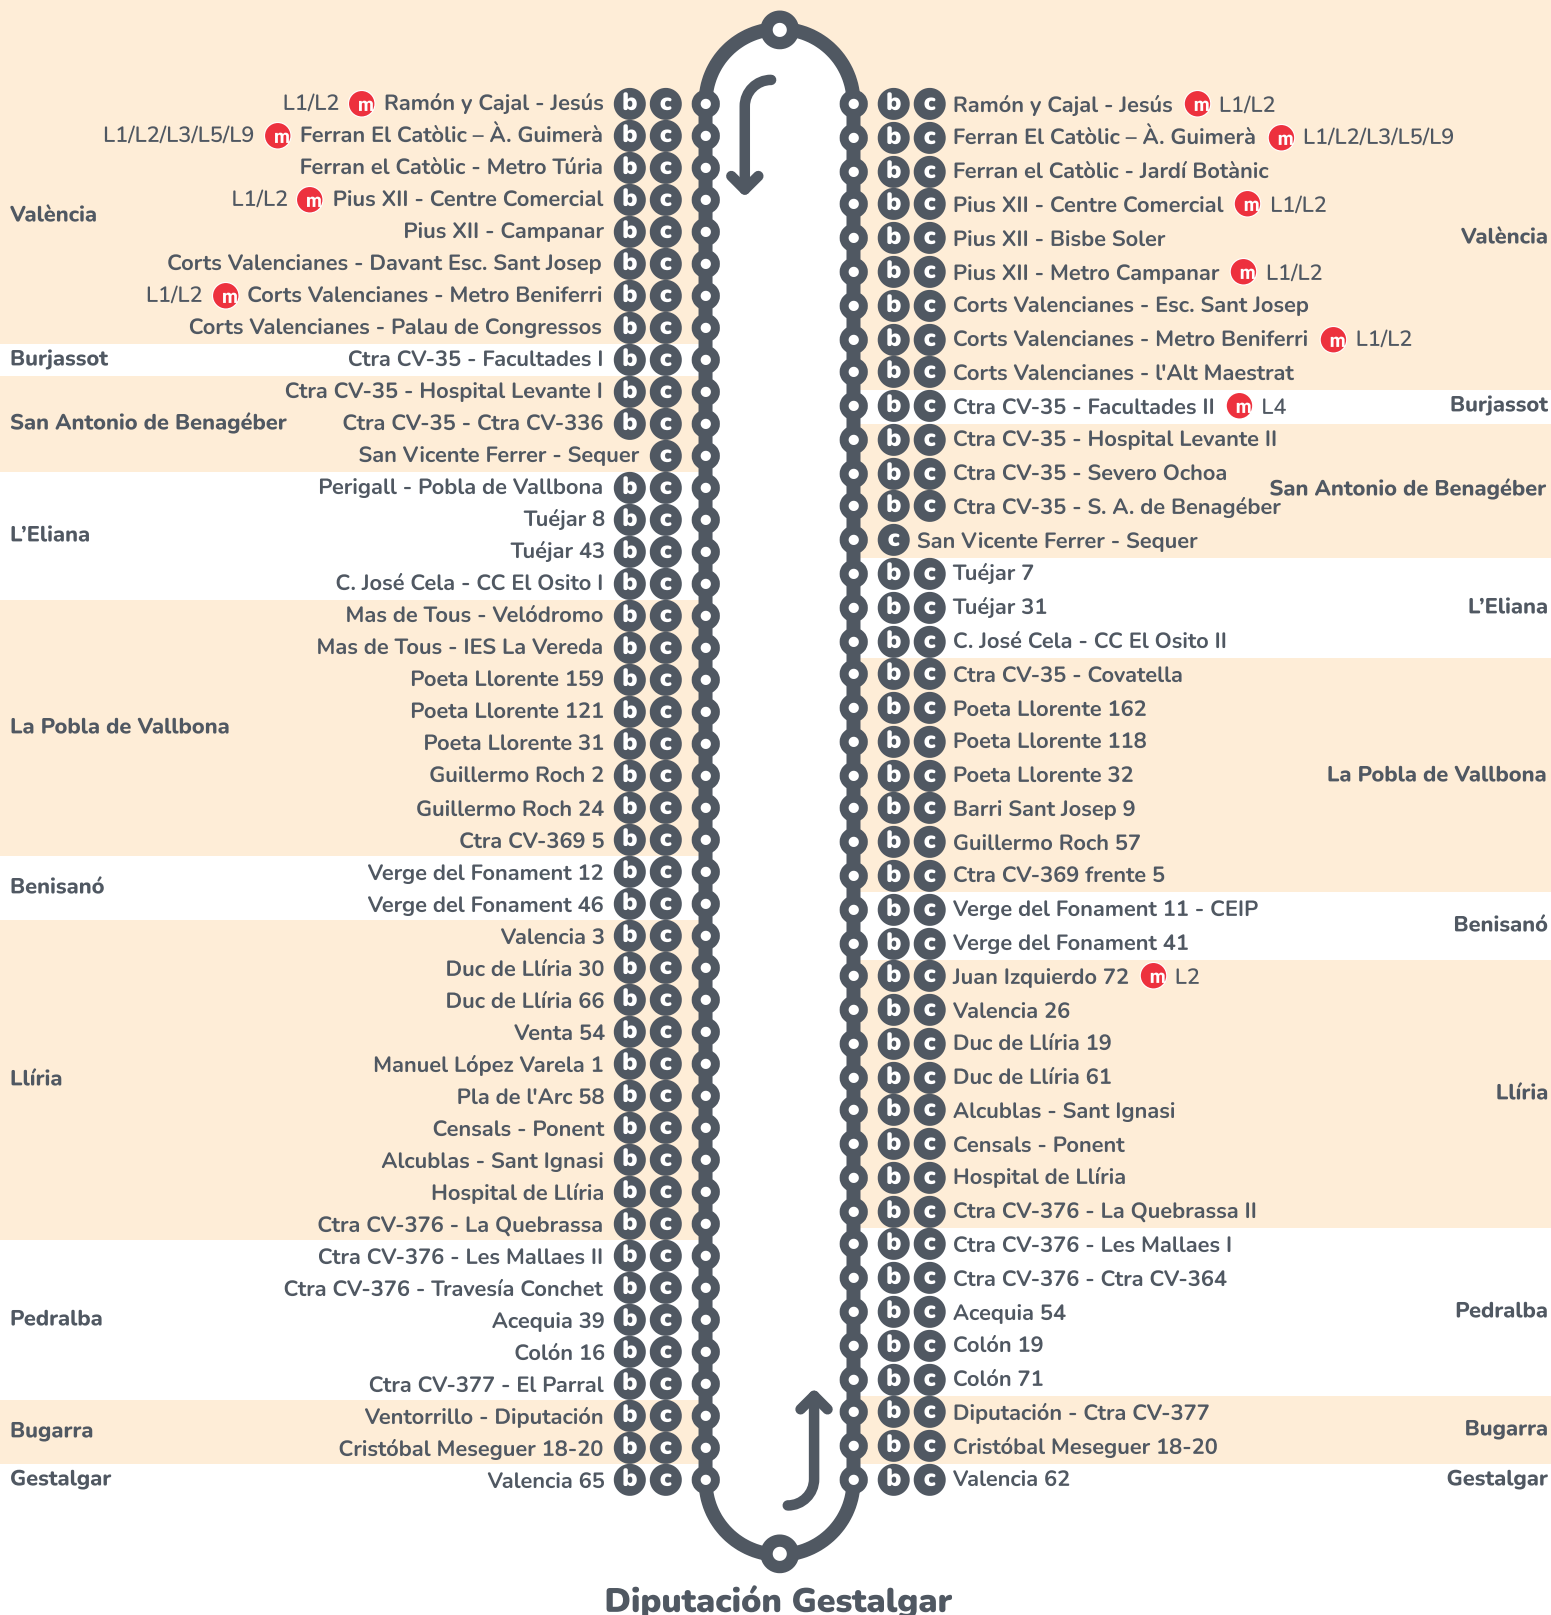 L1/L2 m Ramón y Cajal - Jesús b c
L1/L2/L3/L5/L9 m Ferran El Catòlic – À. Guimerà b c
Ferran el Catòlic - Metro Túria b c
L1/L2 m Pius XII - Centre Comercial b c
València
Pius XII - Campanar b c
Corts Valencianes - Davant Esc. Sant Josep b c
L1/L2 m Corts Valencianes - Metro Beniferri b c
Corts Valencianes - Palau de Congressos b c
Burjassot Ctra CV-35 - Facultades I b c
Ctra CV-35 - Hospital Levante I b c
San Antonio de Benagéber Ctra CV-35 - Ctra CV-336 b c
San Vicente Ferrer - Sequer c
Perigall - Pobla de Vallbona b c
Tuéjar 8 b c
L’Eliana
Tuéjar 43 b c
C. José Cela - CC El Osito I b c
Mas de Tous - Velódromo b c
Mas de Tous - IES La Vereda b c
Poeta Llorente 159 b c
Poeta Llorente 121 b c
La Pobla de Vallbona
Poeta Llorente 31 b c
Guillermo Roch 2 b c
Guillermo Roch 24 b c
Ctra CV-369 5 b c
Verge del Fonament 12 b c
Benisanó
Verge del Fonament 46 b c
Valencia 3 b c
Duc de Llíria 30 b c
Duc de Llíria 66 b c
Venta 54 b c
Manuel López Varela 1 b c
Llíria
Pla de l'Arc 58 b c
Censals - Ponent b c
Alcublas - Sant Ignasi b c
Hospital de Llíria b c
Ctra CV-376 - La Quebrassa b c
Ctra CV-376 - Les Mallaes II b c
Ctra CV-376 - Travesía Conchet b c
Pedralba Acequia 39 b c
Colón 16 b c
Ctra CV-377 - El Parral b c
Ventorrillo - Diputación b c
Bugarra
Cristóbal Meseguer 18-20 b c
Gestalgar Valencia 65 b c
b c Ramón y Cajal - Jesús m L1/L2
b c Ferran El Catòlic – À. Guimerà m L1/L2/L3/L5/L9
b c Ferran el Catòlic - Jardí Botànic
b c Pius XII - Centre Comercial m L1/L2
b c Pius XII - Bisbe Soler València
b c Pius XII - Metro Campanar m L1/L2
b c Corts Valencianes - Esc. Sant Josep
b c Corts Valencianes - Metro Beniferri m L1/L2
b c Corts Valencianes - l'Alt Maestrat
b c Ctra CV-35 - Facultades II m L4 Burjassot
b c Ctra CV-35 - Hospital Levante II
b c Ctra CV-35 - Severo Ochoa
San Antonio de Benagéber
b c Ctra CV-35 - S. A. de Benagéber
c San Vicente Ferrer - Sequer
b c Tuéjar 7
b c Tuéjar 31 L’Eliana
b c C. José Cela - CC El Osito II
b c Ctra CV-35 - Covatella
b c Poeta Llorente 162
b c Poeta Llorente 118
b c Poeta Llorente 32 La Pobla de Vallbona
b c Barri Sant Josep 9
b c Guillermo Roch 57
b c Ctra CV-369 frente 5
b c Verge del Fonament 11 - CEIP
Benisanó
b c Verge del Fonament 41
b c Juan Izquierdo 72 m L2
b c Valencia 26
b c Duc de Llíria 19
b c Duc de Llíria 61
Llíria
b c Alcublas - Sant Ignasi
b c Censals - Ponent
b c Hospital de Llíria
b c Ctra CV-376 - La Quebrassa II
b c Ctra CV-376 - Les Mallaes I
b c Ctra CV-376 - Ctra CV-364
b c Acequia 54 Pedralba
b c Colón 19
b c Colón 71
b c Diputación - Ctra CV-377
Bugarra
b c Cristóbal Meseguer 18-20
b c Valencia 62 Gestalgar
Diputación Gestalgar